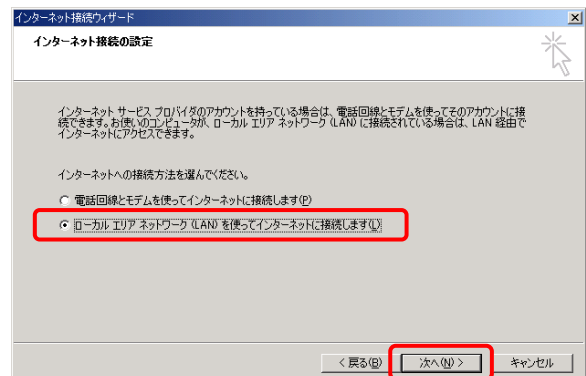 インターネット接続ウィザード
インターネット接続の設定
インターネット サービス プロバイダのアカウントを持っている場合は、電話回線とモデムを使ってそのアカウントに接
続できます。お使いのコンピュータが、ローカル エリア ネットワーク (LAN) に接続されている場合は、LAN 経由で
インターネットにアクセスできます。
インターネットへの接続方法を選んでください。
電話回線とモデムを使ってインターネットに接続します(P)
ローカル エリア ネットワーク (LAN) を使ってインターネットに接続します(L)
< 戻る(B)
次へ(N) >
キャンセル